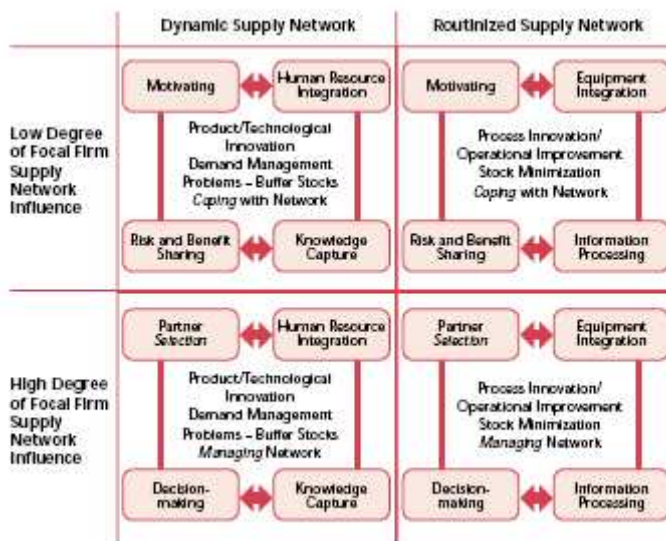 Dynamic Supply Network
Routinized Supply Network
Low Degree
of Focal Firm
Supply
Network
Influence
Motivating
Human Resource
Integration
Product/Technological
Innovation
Demand Management
Problems – Buffer Stocks
Coping with Network
Risk and Benefit
Sharing
Knowledge
Capture
Motivating
Equipment
Integration
Process Innovation/
Operational Improvement
Stock Minimization
Coping with Network
Risk and Benefit
Sharing
Information
Processing
High Degree
of Focal Firm
Supply
Network
Influence
Partner
Selection
Human Resource
Integration
Product/Technological
Innovation
Demand Management
Problems – Buffer Stocks
Managing Network
Decision-
making
Knowledge
Capture
Partner
Selection
Equipment
Integration
Process Innovation/
Operational Improvement
Stock Minimization
Managing Network
Decision-
making
Information
Processing